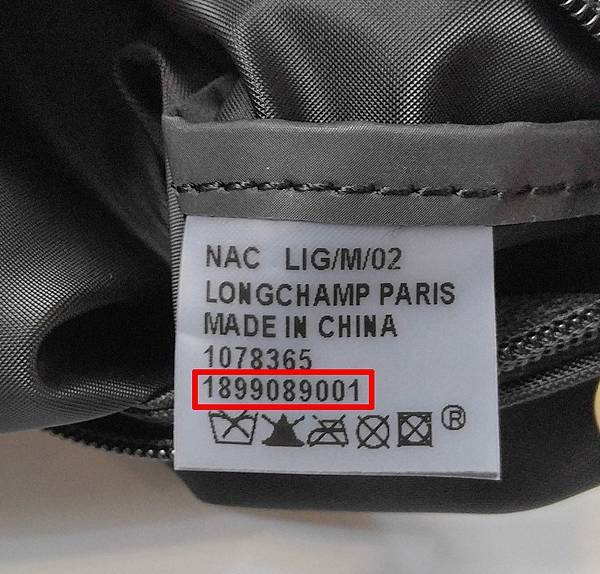 NAC LIG/M/02
LONGCHAMP PARIS
MADE IN CHINA
1078365
1899089001
®